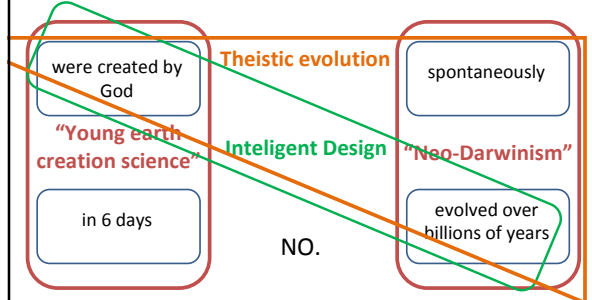 were created by
God
Theistic evolution
spontaneously
“Young earth
creation science”
Inteligent Design
“Neo-Darwinism”
in 6 days
NO.
evolved over
billions of years